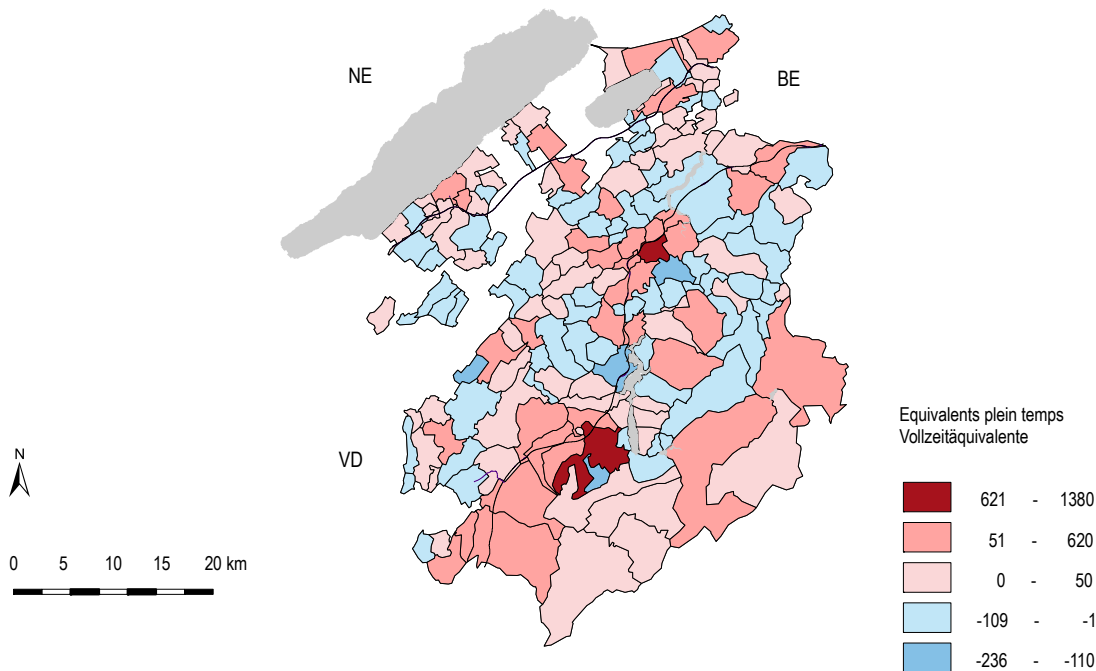 NE
BE
VD
N
0 5 10 15 20 km
Equivalents plein temps
Vollzeitäquivalente
621 - 1380
51 - 620
0 - 50
-109 - -1
-236 - -110